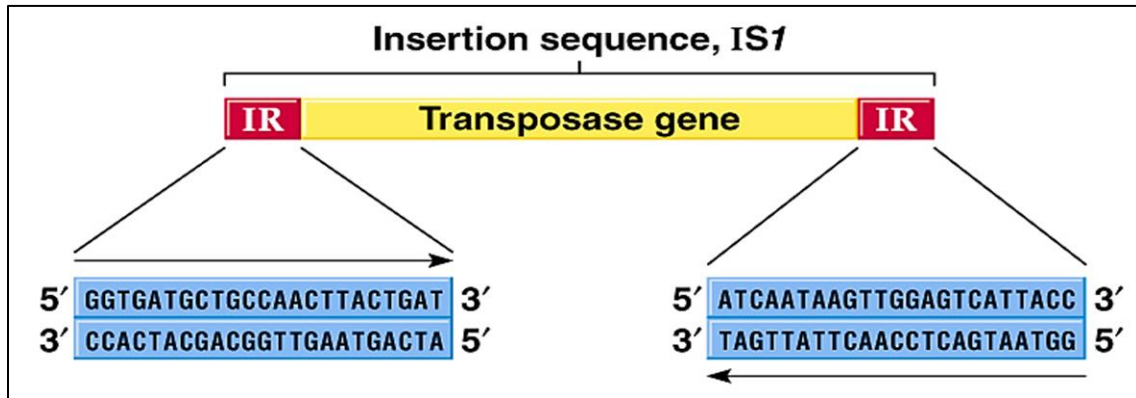 Insertion sequence, IS1
IR Transposase gene IR
5′ GGTGATGCTGCCAACTTACTGAT 3′
3′ CCACTACGACGGTTGAATGACTA 5′
5′ ATCAATAAGTTGGAGTCATTACC 3′
3′ TAGTTATTCAACCTCAGTAATGG 5′